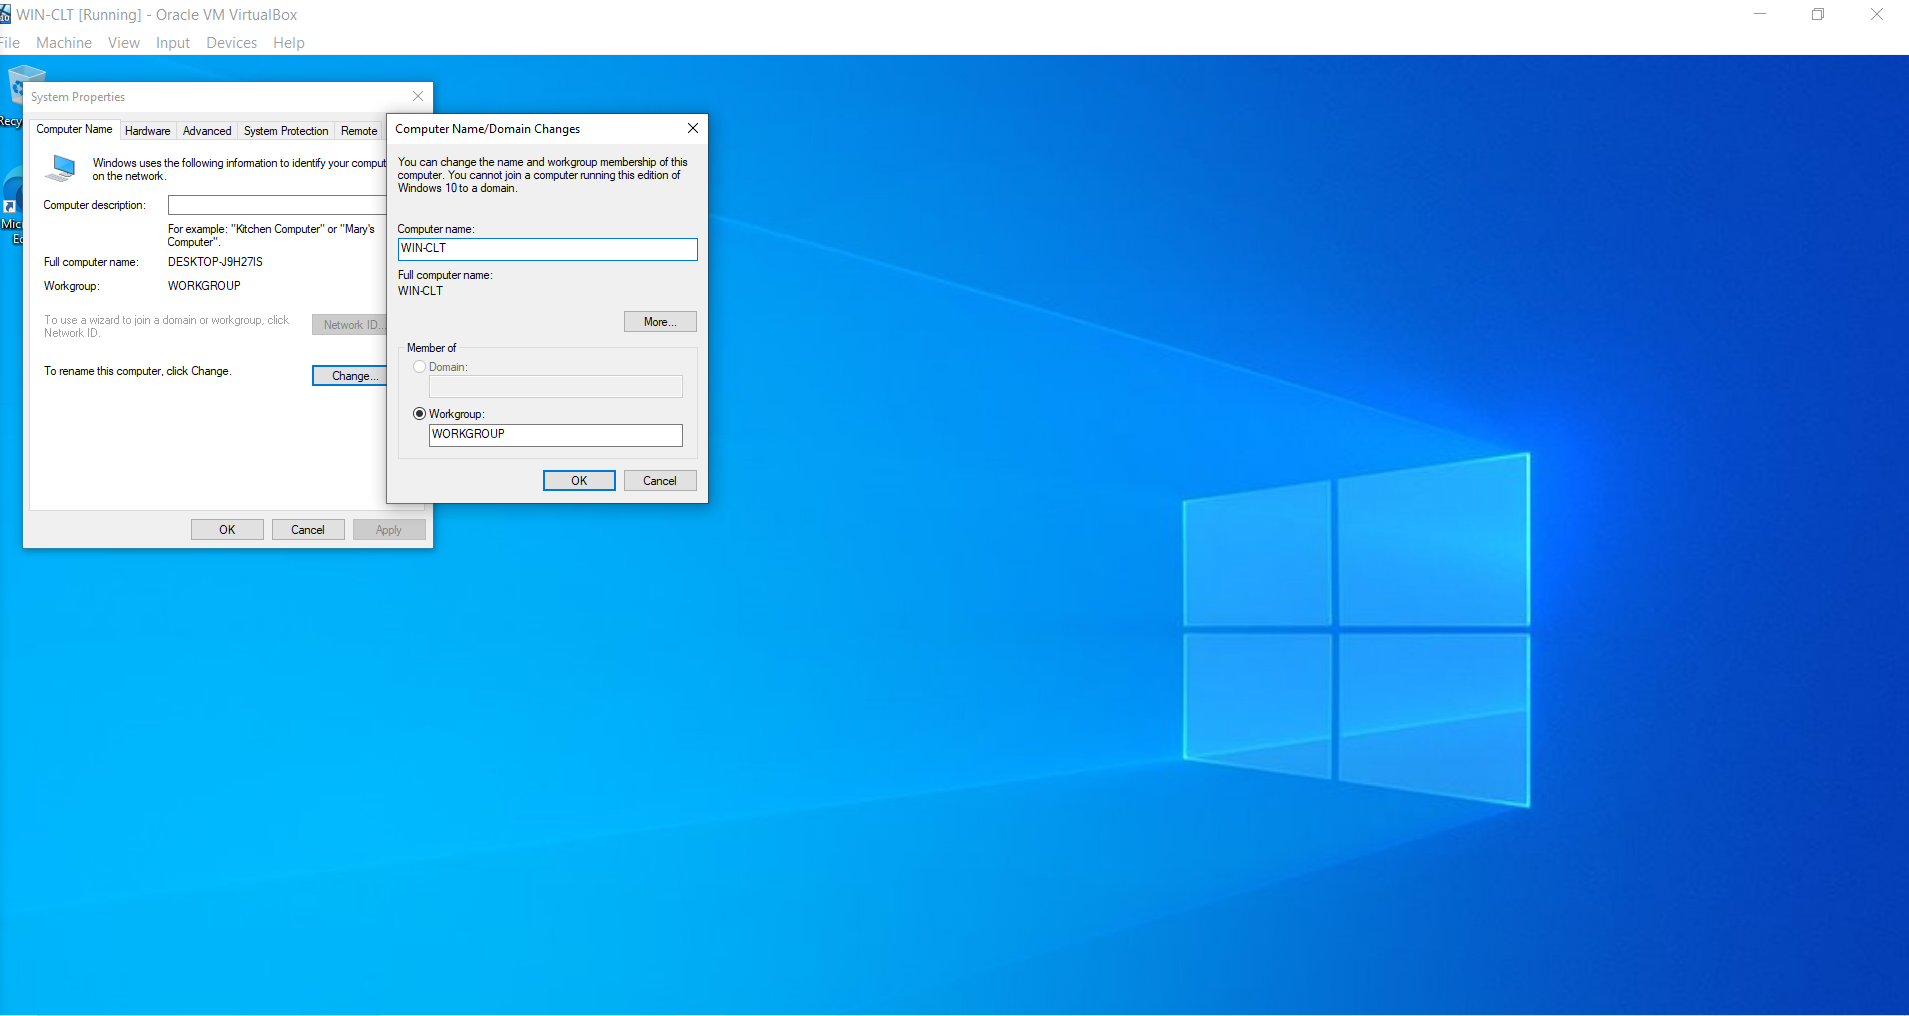 WIN-CLT [Running] - Oracle VM VirtualBox
File Machine View Input Devices Help
System Properties
Computer Name Hardware Advanced System Protection Remote
Windows uses the following information to identify your comput
on the network.
Computer description:
For example: "Kitchen Computer" or "Mary's
Computer".
Full computer name: DESKTOP-J9H27IS
Workgroup: WORKGROUP
To use a wizard to join a domain or workgroup, click
Network ID.
Network ID...
To rename this computer, click Change.
Change...
OK Cancel Apply
Computer Name/Domain Changes
You can change the name and workgroup membership of this
computer. You cannot join a computer running this edition of
Windows 10 to a domain.
Computer name:
WIN-CLT
Full computer name:
WIN-CLT
More...
Member of
Domain:
Workgroup:
WORKGROUP
OK Cancel
Recy
Mic
Ed